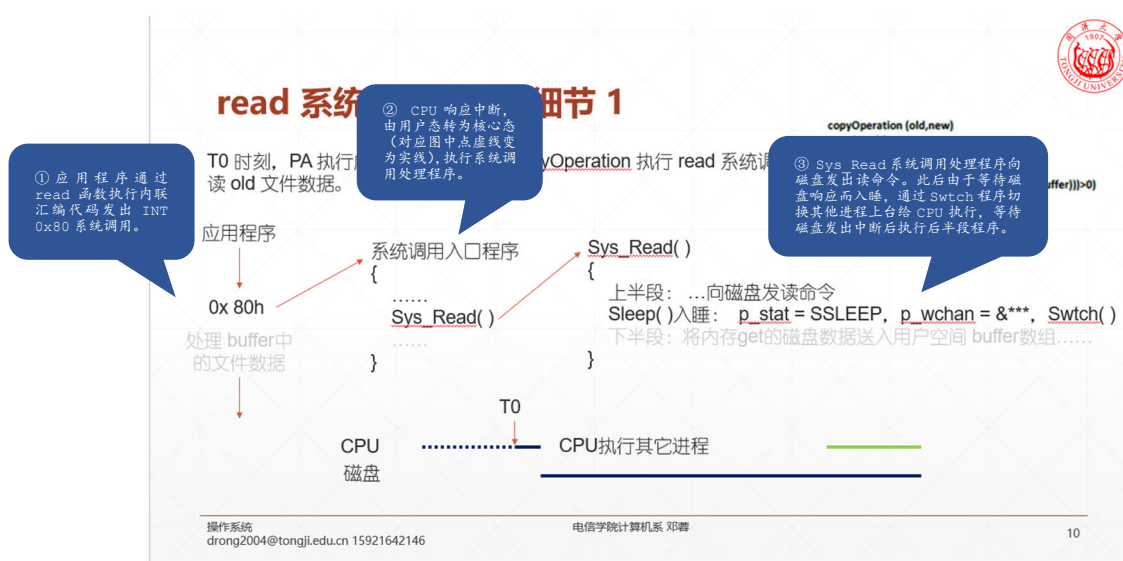 同济大学
1907
TONGJI UNIVERSITY
read 系统
细节 1
② CPU 响应中断，
由用户态转为核心态
（对应图中点虚线变
为实线），执行系统调
用处理程序。
copyOperation (old,new)
T0 时刻，PA 执行
yOperation 执行 read 系统调
读 old 文件数据。
① 应用程序通过
read 函数执行内联
汇编代码发出 INT
0x80 系统调用。
③ Sys_Read 系统调用处理程序向
磁盘发出读命令。此后由于等待磁
盘响应而入睡，通过 Swtch 程序切
换其他进程上台给 CPU 执行，等待
磁盘发出中断后执行后半段程序。
uffer)))>0)
应用程序
0x 80h
处理 buffer中
的文件数据
系统调用入口程序
{
……
Sys_Read( )
……
}
Sys_Read( )
{
上半段： …向磁盘发读命令
Sleep( )入睡： p_stat = SSLEEP，p_wchan = &***，Swtch( )
下半段：将内存get的磁盘数据送入用户空间 buffer数组……
}
T0
CPU
CPU执行其它进程
磁盘
操作系统
电信学院计算机系 邓蓉
10
drong2004@tongji.edu.cn 15921642146